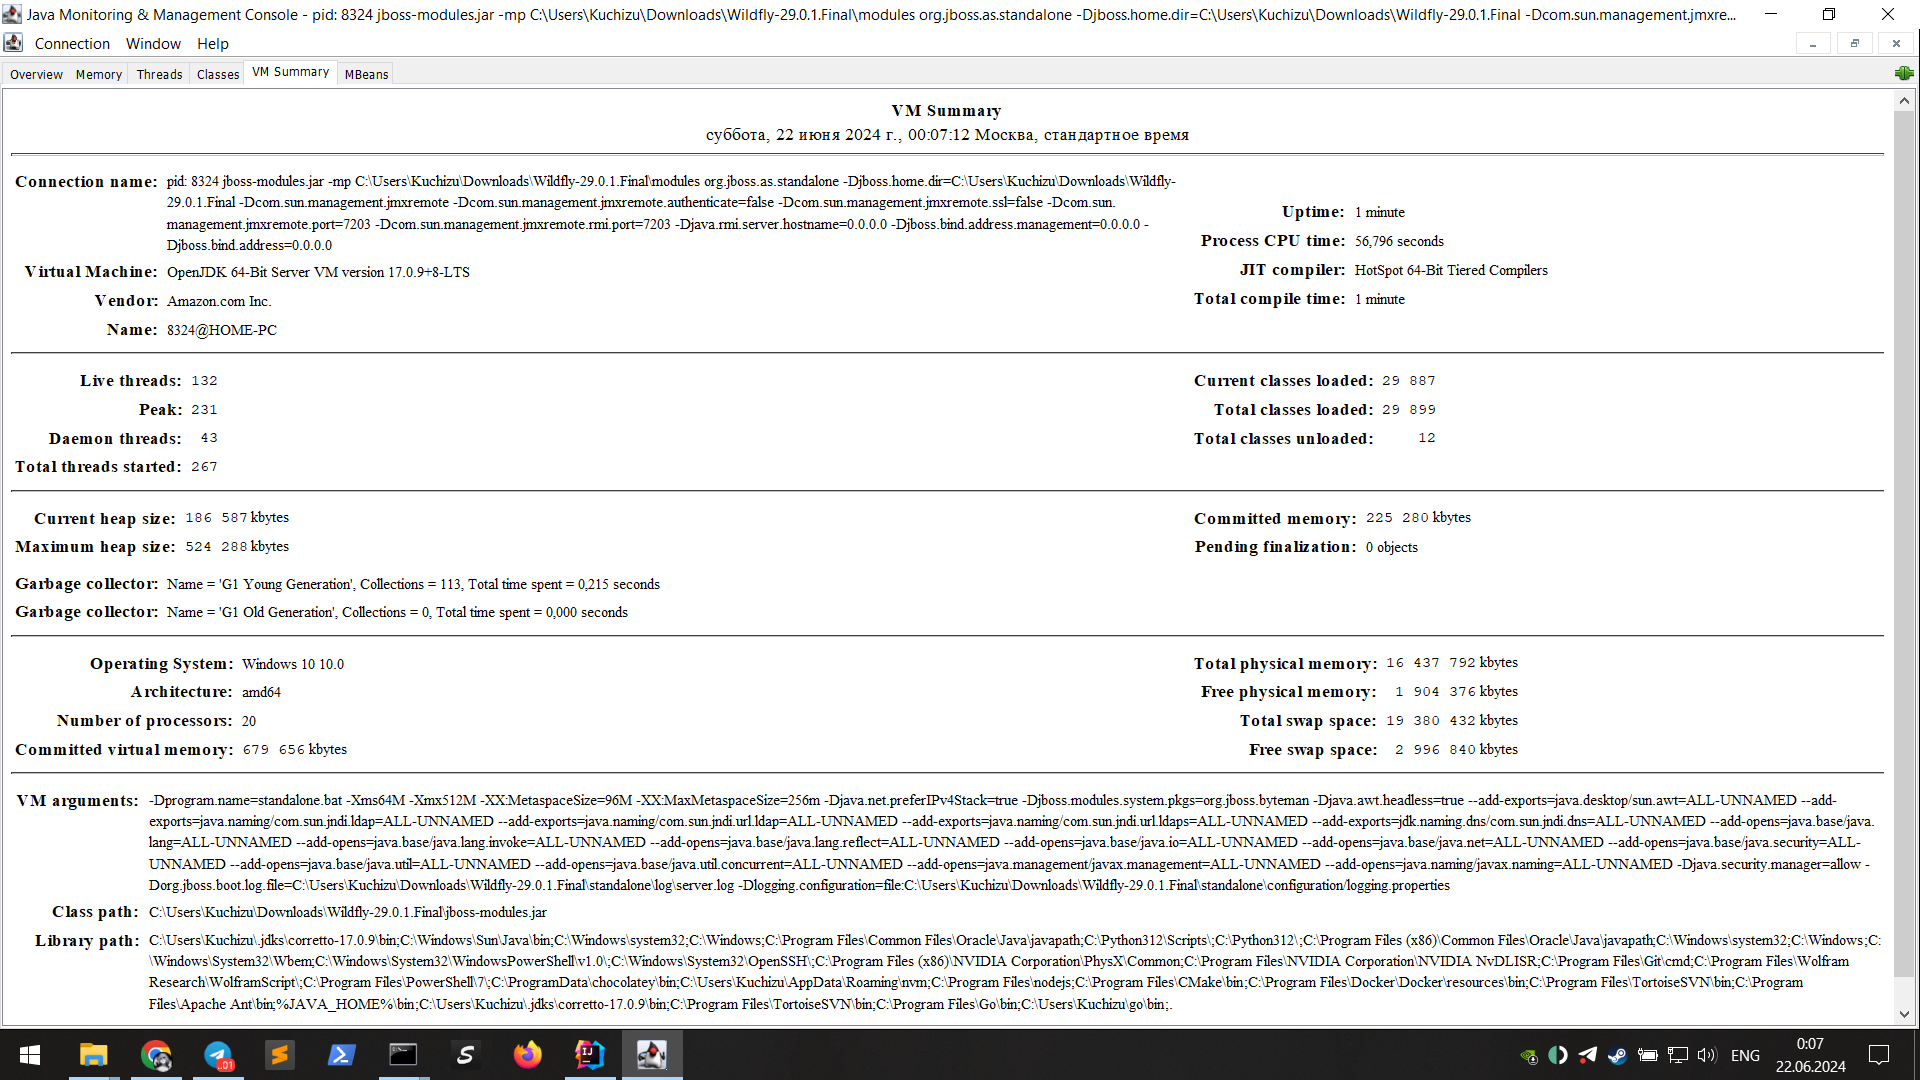 Java Monitoring & Management Console - pid: 8324 jboss-modules.jar -mp C:\Users\Kuchizu\Downloads\Wildfly-29.0.1.Final\modules org.jboss.as.standalone -Djboss.home.dir=C:\Users\Kuchizu\Downloads\Wildfly-29.0.1.Final -Dcom.sun.management.jmxre...
Connection Window Help
Overview Memory Threads Classes VM Summary MBeans
VM Summary
суббота, 22 июня 2024 г., 00:07:12 Москва, стандартное время
Connection name: pid: 8324 jboss-modules.jar -mp C:\Users\Kuchizu\Downloads\Wildfly-29.0.1.Final\modules org.jboss.as.standalone -Djboss.home.dir=C:\Users\Kuchizu\Downloads\Wildfly-
29.0.1.Final -Dcom.sun.management.jmxremote -Dcom.sun.management.jmxremote.authenticate=false -Dcom.sun.management.jmxremote.ssl=false -Dcom.sun.
management.jmxremote.port=7203 -Dcom.sun.management.jmxremote.rmi.port=7203 -Djava.rmi.server.hostname=0.0.0.0 -Djboss.bind.address.management=0.0.0.0 -
Djboss.bind.address=0.0.0.0
Virtual Machine: OpenJDK 64-Bit Server VM version 17.0.9+8-LTS
Vendor: Amazon.com Inc.
Name: 8324@HOME-PC
Uptime: 1 minute
Process CPU time: 56,796 seconds
JIT compiler: HotSpot 64-Bit Tiered Compilers
Total compile time: 1 minute
Live threads: 132
Peak: 231
Daemon threads: 43
Total threads started: 267
Current classes loaded: 29 887
Total classes loaded: 29 899
Total classes unloaded: 12
Current heap size: 186 587 kbytes
Maximum heap size: 524 288 kbytes
Committed memory: 225 280 kbytes
Pending finalization: 0 objects
Garbage collector: Name = 'G1 Young Generation', Collections = 113, Total time spent = 0,215 seconds
Garbage collector: Name = 'G1 Old Generation', Collections = 0, Total time spent = 0,000 seconds
Operating System: Windows 10 10.0
Architecture: amd64
Number of processors: 20
Committed virtual memory: 679 656 kbytes
Total physical memory: 16 437 792 kbytes
Free physical memory: 1 904 376 kbytes
Total swap space: 19 380 432 kbytes
Free swap space: 2 996 840 kbytes
VM arguments: -Dprogram.name=standalone.bat -Xms64M -Xmx512M -XX:MetaspaceSize=96M -XX:MaxMetaspaceSize=256m -Djava.net.preferIPv4Stack=true -Djboss.modules.system.pkgs=org.jboss.byteman -Djava.awt.headless=true --add-exports=java.desktop/sun.awt=ALL-UNNAMED --add-
exports=java.naming/com.sun.jndi.ldap=ALL-UNNAMED --add-exports=java.naming/com.sun.jndi.url.ldap=ALL-UNNAMED --add-exports=java.naming/com.sun.jndi.url.ldaps=ALL-UNNAMED --add-exports=jdk.naming.dns/com.sun.jndi.dns=ALL-UNNAMED --add-opens=java.base/java.
lang=ALL-UNNAMED --add-opens=java.base/java.lang.invoke=ALL-UNNAMED --add-opens=java.base/java.lang.reflect=ALL-UNNAMED --add-opens=java.base/java.io=ALL-UNNAMED --add-opens=java.base/java.net=ALL-UNNAMED --add-opens=java.base/java.security=ALL-
UNNAMED --add-opens=java.base/java.util=ALL-UNNAMED --add-opens=java.base/java.util.concurrent=ALL-UNNAMED --add-opens=java.management/javax.management=ALL-UNNAMED --add-opens=java.naming/javax.naming=ALL-UNNAMED -Djava.security.manager=allow -
Dorg.jboss.boot.log.file=C:\Users\Kuchizu\Downloads\Wildfly-29.0.1.Final\standalone\log\server.log -Dlogging.configuration=file:C:\Users\Kuchizu\Downloads\Wildfly-29.0.1.Final\standalone\configuration/logging.properties
Class path: C:\Users\Kuchizu\Downloads\Wildfly-29.0.1.Final\jboss-modules.jar
Library path: C:\Users\Kuchizu\.jdks\corretto-17.0.9\bin;C:\Windows\Sun\Java\bin;C:\Windows\system32;C:\Windows;C:\Program Files\Common Files\Oracle\Java\javapath;C:\Python312\Scripts\;C:\Python312\;C:\Program Files (x86)\Common Files\Oracle\Java\javapath;C:\Windows\system32;C:\Windows;C:
\Windows\System32\Wbem;C:\Windows\System32\WindowsPowerShell\v1.0\;C:\Windows\System32\OpenSSH\;C:\Program Files (x86)\NVIDIA Corporation\PhysX\Common;C:\Program Files\NVIDIA Corporation\NVIDIA NvDLISR;C:\Program Files\Git\cmd;C:\Program Files\Wolfram
Research\WolframScript\;C:\Program Files\PowerShell\7\;C:\ProgramData\chocolatey\bin;C:\Users\Kuchizu\AppData\Roaming\nvm;C:\Program Files\nodejs;C:\Program Files\CMake\bin;C:\Program Files\Docker\Docker\resources\bin;C:\Program Files\TortoiseSVN\bin;C:\Program
Files\Apache Ant\bin;%JAVA_HOME%\bin;C:\Users\Kuchizu\.jdks\corretto-17.0.9\bin;C:\Program Files\TortoiseSVN\bin;C:\Program Files\Go\bin;C:\Users\Kuchizu\go\bin;.
ENG
0:07
22.06.2024